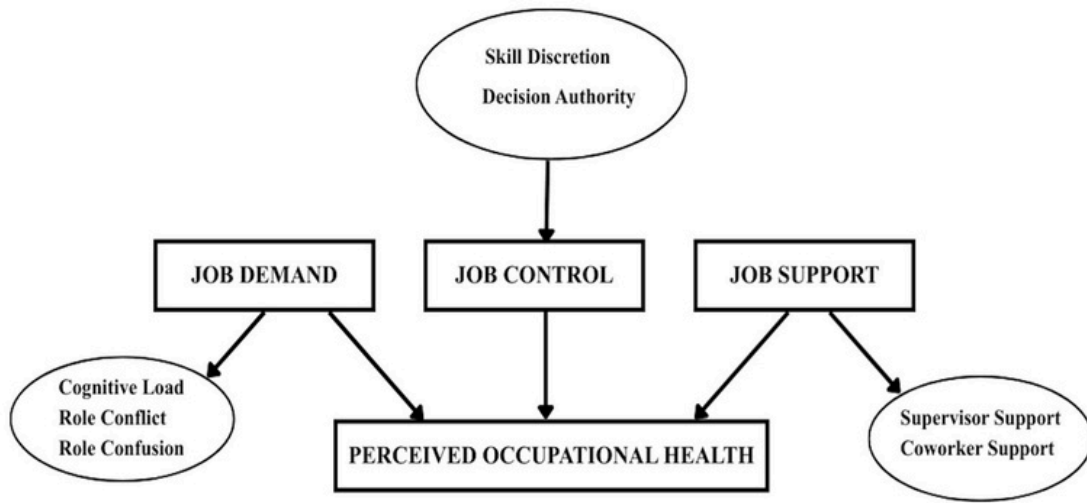 Skill Discretion
Decision Authority
JOB DEMAND
JOB CONTROL
JOB SUPPORT
Cognitive Load
Role Conflict
Role Confusion
PERCEIVED OCCUPATIONAL HEALTH
Supervisor Support
Coworker Support